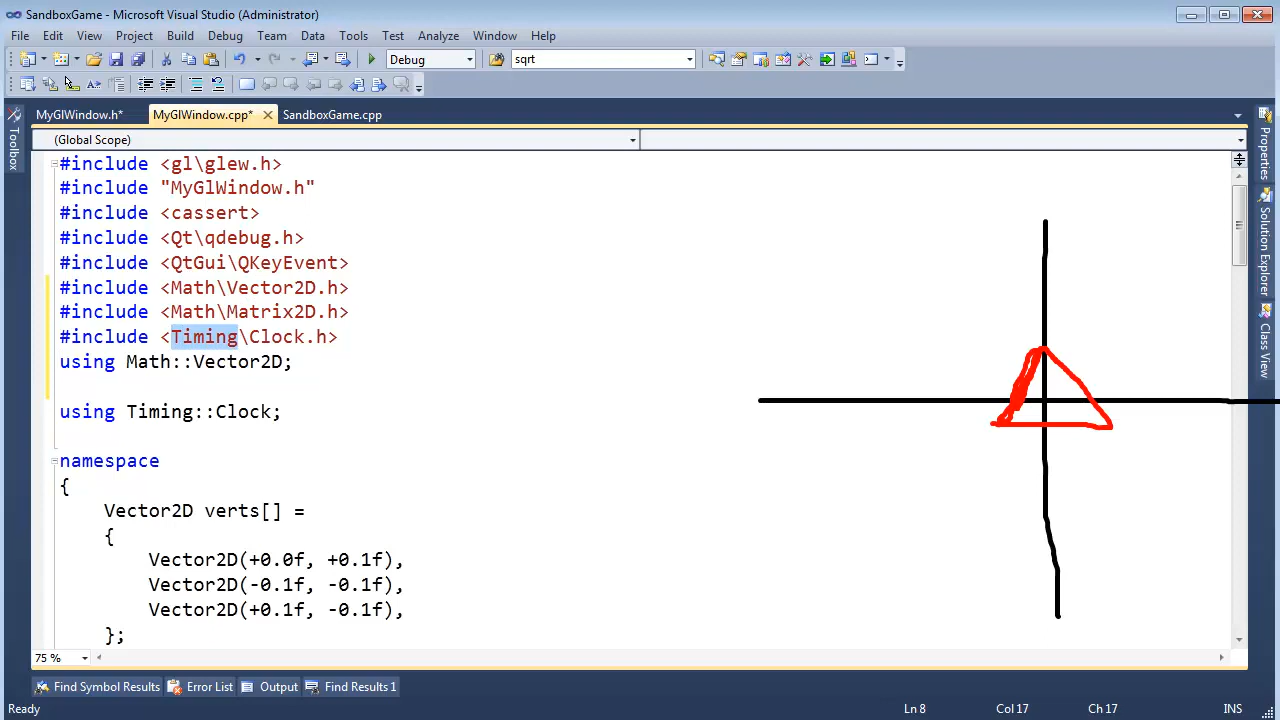 SandboxGame - Microsoft Visual Studio (Administrator)
File Edit View Project Build Debug Team Data Tools Test Analyze Window Help
Debug sqrt
MyGlWindow.h* MyGlWindow.cpp* SandboxGame.cpp
(Global Scope)
#include <gl\glew.h>
#include "MyGlWindow.h"
#include <cassert>
#include <Qt\qdebug.h>
#include <QtGui\QKeyEvent>
#include <Math\Vector2D.h>
#include <Math\Matrix2D.h>
#include <Timing\Clock.h>
using Math::Vector2D;
using Timing::Clock;
namespace
{
Vector2D verts[] =
{
Vector2D(+0.0f, +0.1f),
Vector2D(-0.1f, -0.1f),
Vector2D(+0.1f, -0.1f),
};
75 %
Toolbox
Properties
Solution Explorer
Class View
Find Symbol Results Error List Output Find Results 1
Ready Ln 8 Col 17 Ch 17 INS